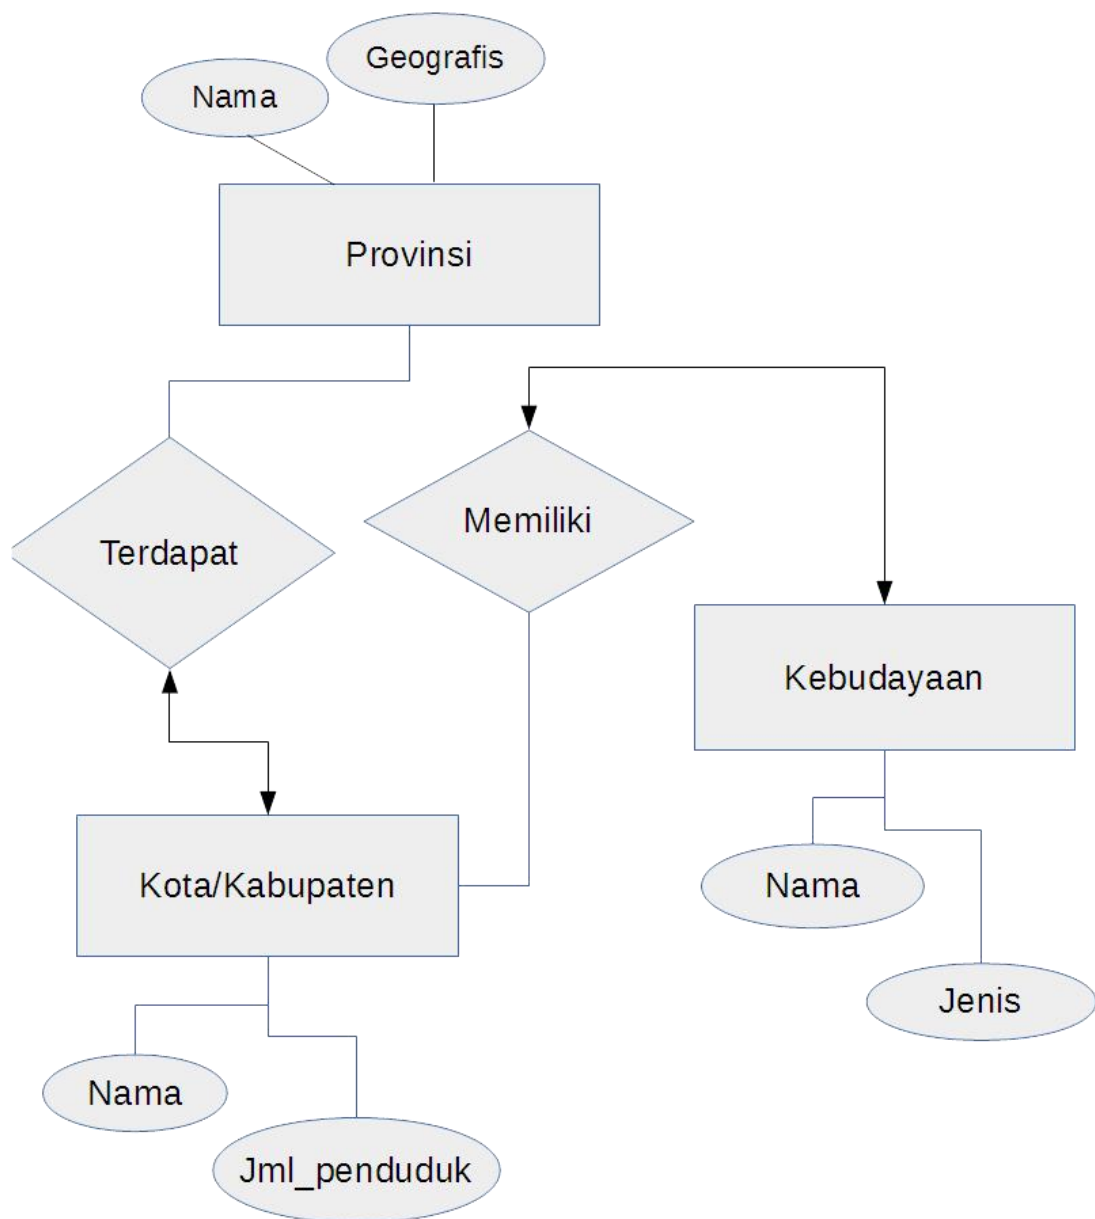 Geografis
Nama
Provinsi
Memiliki
Terdapat
Kebudayaan
Kota/Kabupaten
Nama
Jenis
Nama
Jml_penduduk